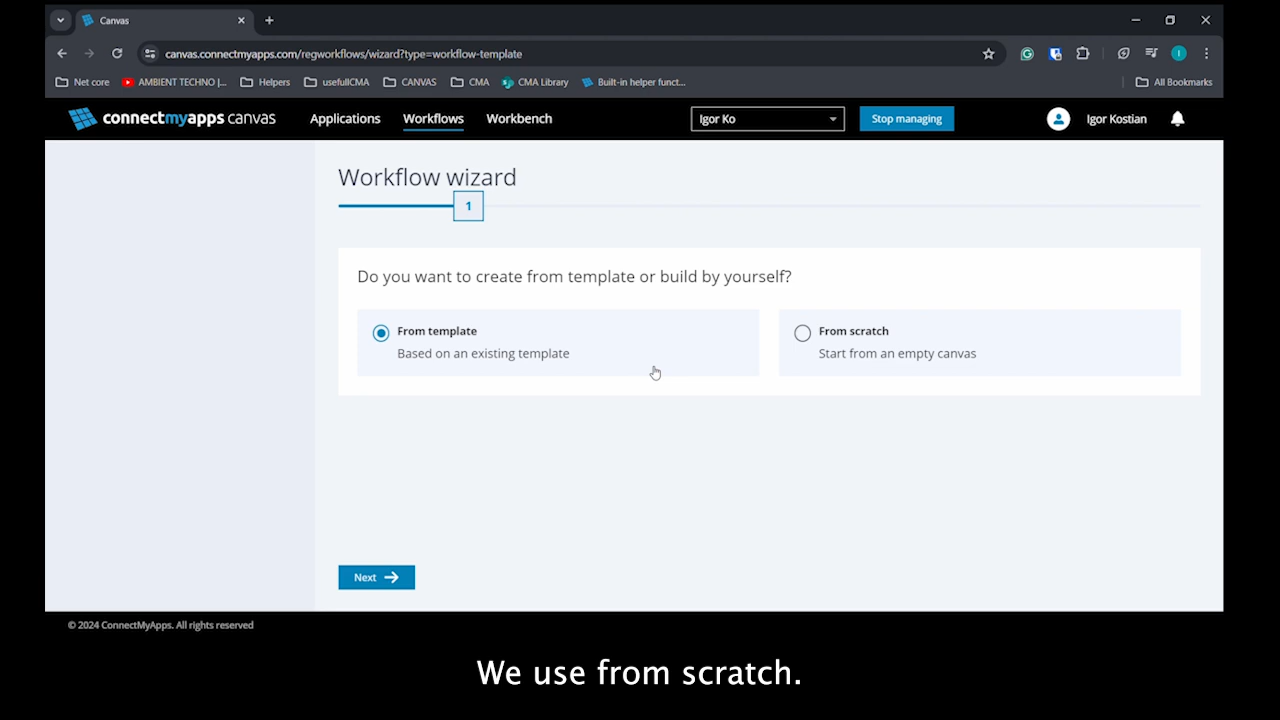 Canvas
canvas.connectmyapps.com/regworkflows/wizard?type=workflow-template
Net core AMBIENT TECHNO |... Helpers usefullCMA CANVAS CMA CMA Library Built-in helper funct... All Bookmarks
connectmyapps canvas Applications Workflows Workbench Igor Ko Stop managing Igor Kostian
Workflow wizard
1
Do you want to create from template or build by yourself?
From template From scratch
Based on an existing template Start from an empty canvas
Next
© 2024 ConnectMyApps. All rights reserved
We use from scratch.